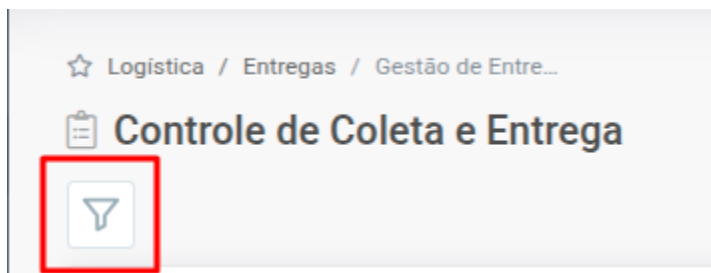 Logística / Entregas / Gestão de Entre...
Controle de Coleta e Entrega